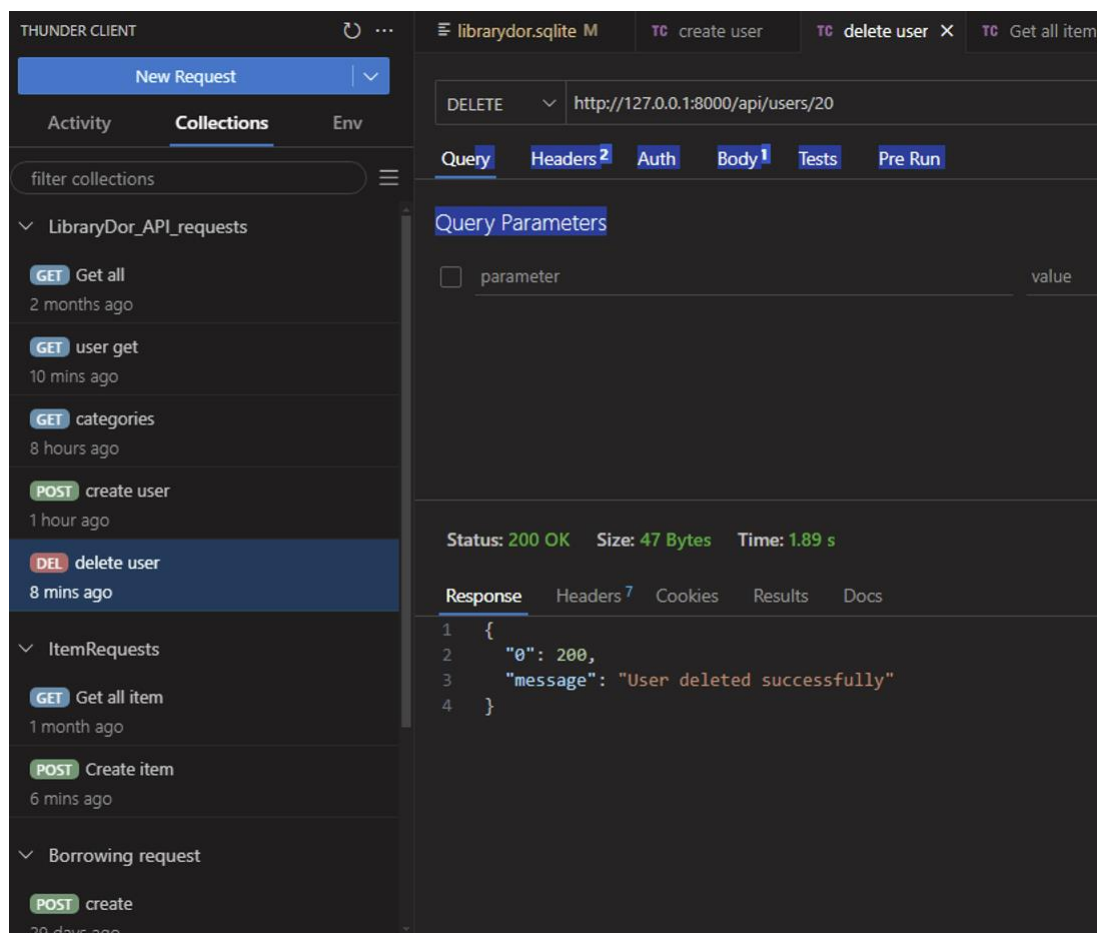 THUNDER CLIENT
New Request
Activity Collections Env
filter collections
LibraryDor_API_requests
GET Get all
2 months ago
GET user get
10 mins ago
GET categories
8 hours ago
POST create user
1 hour ago
DEL delete user
8 mins ago
ItemRequests
GET Get all item
1 month ago
POST Create item
6 mins ago
Borrowing request
POST create
librarydor.sqlite M TC create user TC delete user TC Get all item
DELETE http://127.0.0.1:8000/api/users/20
Query Headers 2 Auth Body 1 Tests Pre Run
Query Parameters
parameter value
Status: 200 OK Size: 47 Bytes Time: 1.89 s
Response Headers 7 Cookies Results Docs
1 {
2 "0": 200,
3 "message": "User deleted successfully"
4 }